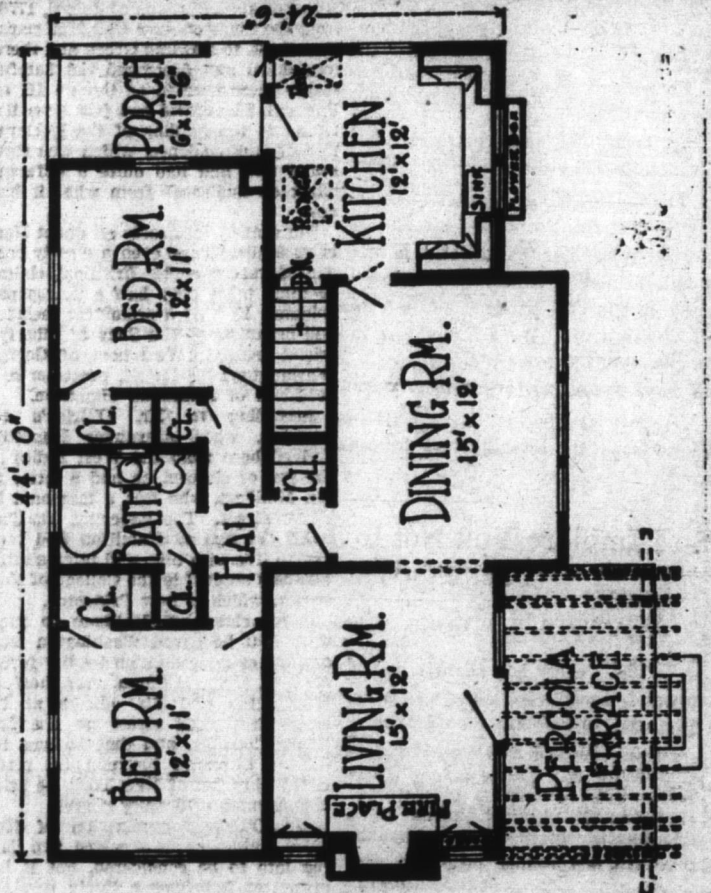 24'-6"
44'-0"
PORCH
6'x11'-6"
KITCHEN
12'x12'
SINK
FLOWER BOX
RANGE
DN.
BED RM.
12'x11'
CL.
CL.
CL.
BATH
HALL
DINING RM.
15'x12'
CL.
CL.
BED RM.
12'x11'
LIVING RM.
15'x12'
FIRE PLACE
PERGOLA
TERRACE